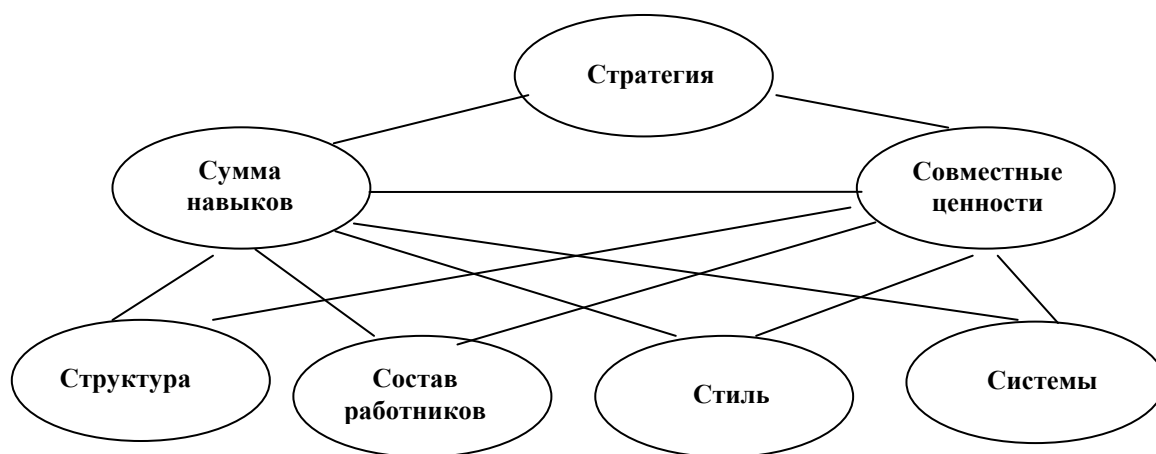 Стратегия
Сумма
навыков
Совместные
ценности
Структура
Состав
работников
Стиль
Системы